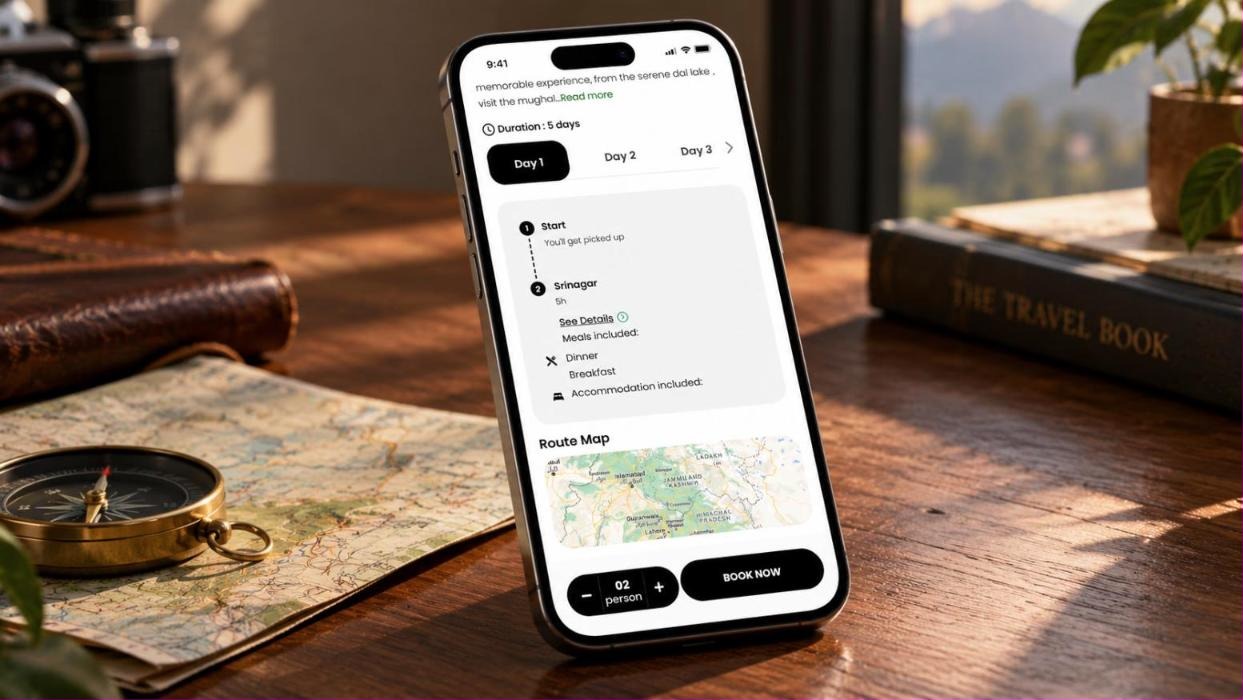 9:41
memorable experience, from the serene dal lake ,
visit the mughal...Read more
Duration : 5 days
Day 1
Day 2
Day 3
1 Start
You'll get picked up
2 Srinagar
5h
See Details
Meals included:
Dinner
Breakfast
Accommodation included:
Route Map
LADAKH
Islamabad
JAMMU AND
KASHMIR
HIMACHAL
PRADESH
Gujranwala
Lahore
02
person
BOOK NOW
THE TRAVEL BOOK